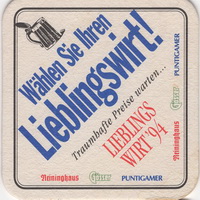 Wählen Sie Ihren
Lieblingswirt!
Traumhafte Preise warten...
LIEBLINGS
WIRT '94
Reininghaus
Gösser
PUNTIGAMER
Reininghaus
Gösser
PUNTIGAMER